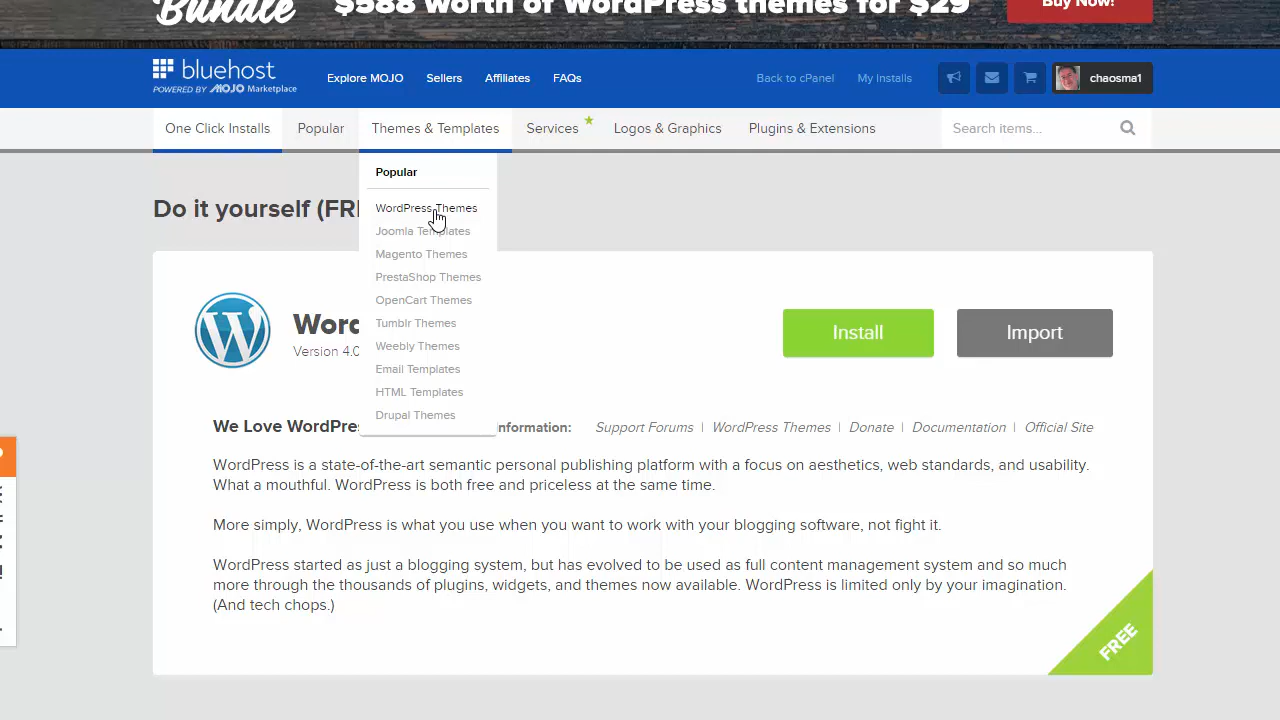 Bundle
$588 worth of WordPress themes for $29
Buy Now!
bluehost
POWERED BY MOJO Marketplace
Explore MOJO
Sellers
Affiliates
FAQs
Back to cPanel
My Installs
chaosma1
One Click Installs
Popular
Themes & Templates
Services
Logos & Graphics
Plugins & Extensions
Search items...
Popular
WordPress Themes
Joomla Templates
Magento Themes
PrestaShop Themes
OpenCart Themes
Tumblr Themes
Weebly Themes
Email Templates
HTML Templates
Drupal Themes
Do it yourself (FR
Word
Version 4.0
Install
Import
We Love WordPre
nformation:
Support Forums | WordPress Themes | Donate | Documentation | Official Site
WordPress is a state-of-the-art semantic personal publishing platform with a focus on aesthetics, web standards, and usability.
What a mouthful. WordPress is both free and priceless at the same time.
More simply, WordPress is what you use when you want to work with your blogging software, not fight it.
WordPress started as just a blogging system, but has evolved to be used as full content management system and so much
more through the thousands of plugins, widgets, and themes now available. WordPress is limited only by your imagination.
(And tech chops.)
FREE